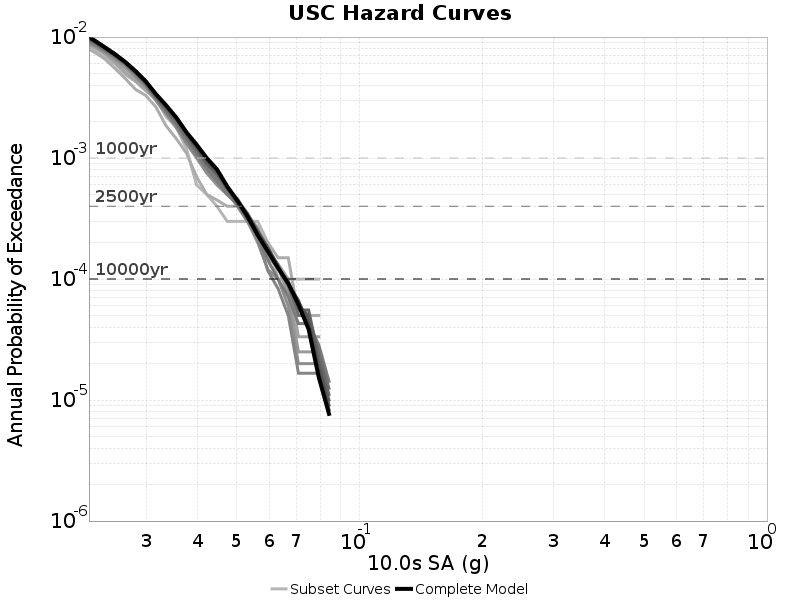 USC Hazard Curves
Annual Probability of Exceedance
10-2
10-3
10-4
10-5
10-6
1000yr
2500yr
10000yr
3 4 5 6 7 10-1 2 3 4 5 6 7 100
10.0s SA (g)
Subset Curves Complete Model